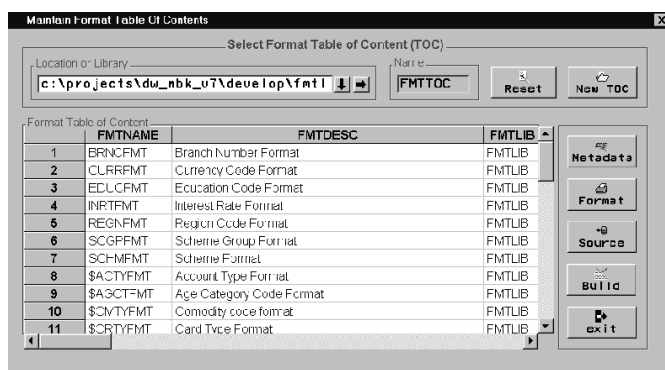 Maintain Format Table Of Contents
Select Format Table of Content (TOC)
Location or Library
Name
c:\projects\dw_nbk_v7\develop\fmtl
FMTTOC
Reset
New TOC
Format Table of Content
FMTNAME FMTDESC FMTLIB
1 BRNCFMT Branch Number Format FMTLIB
2 CURRFMT Currency Code Format FMTLIB
3 EDUCFMT Education Code Format FMTLIB
4 INRTFMT Interest Rate Format FMTLIB
5 REGNFMT Region Code Format FMTLIB
6 SCGPFMT Scheme Group Format FMTLIB
7 SCHMFMT Scheme Format FMTLIB
8 $ACTYFMT Account Type Format FMTLIB
9 $AGCTFMT Age Category Code Format FMTLIB
10 $CMTYFMT Comodity code format FMTLIB
11 $CRTYFMT Card Type Format FMTLIB
Metadata
Format
Source
Build
exit